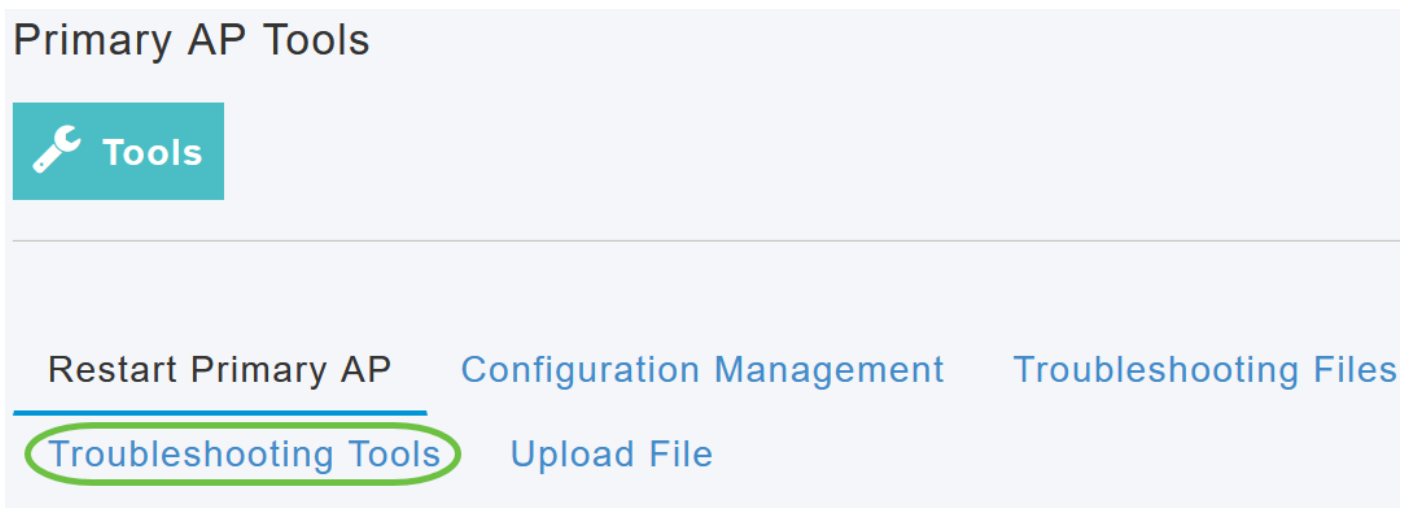 Primary AP Tools
Tools
Restart Primary AP Configuration Management Troubleshooting Files
Troubleshooting Tools Upload File